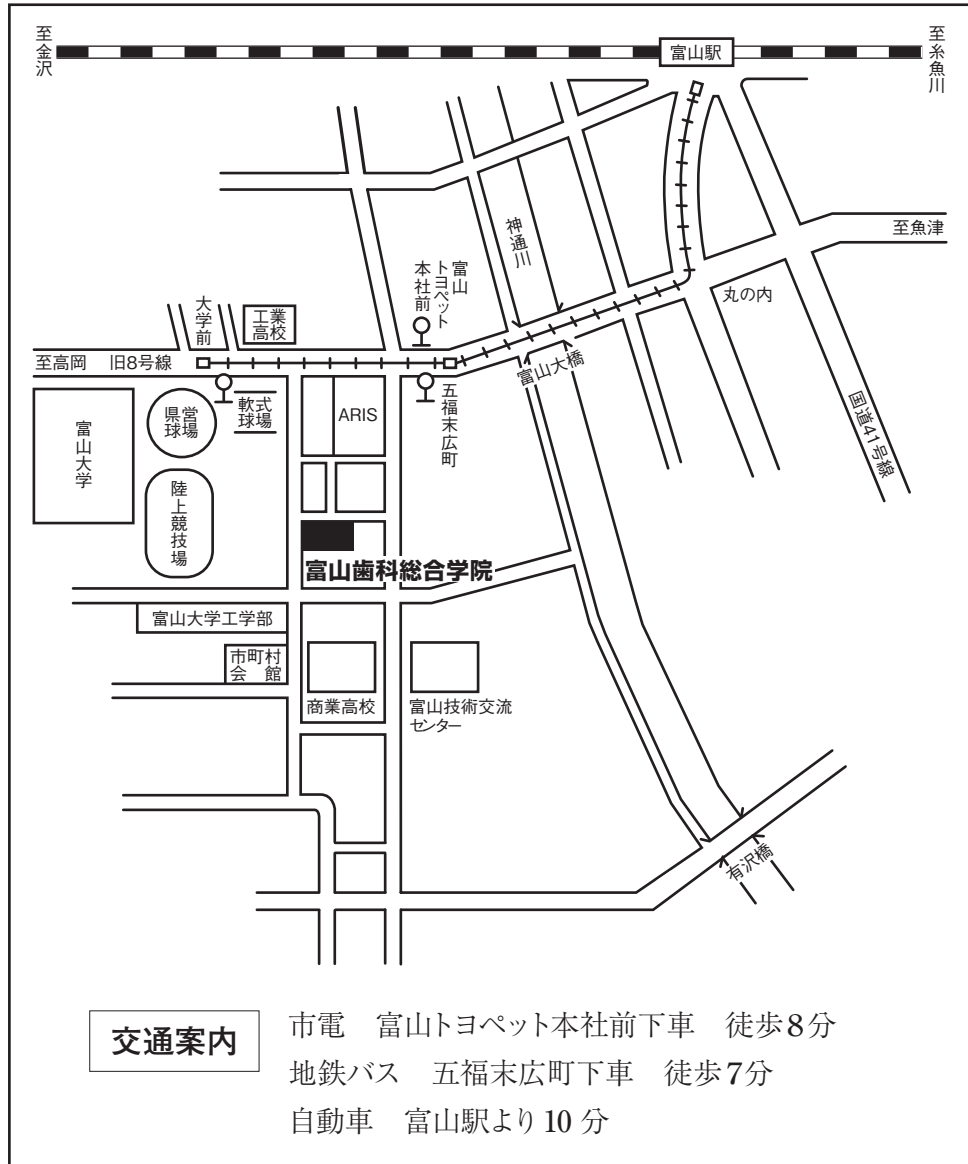 至金沢
富山駅
至糸魚川
神通川
至魚津
丸の内
国道41号線
富山
トヨペット
本社前
大学前
工業
高校
至高岡　旧8号線
富山大橋
五福末広町
軟式
球場
県営
球場
ARIS
富山大学
陸上競技場
富山歯科総合学院
富山大学工学部
市町村
会　館
商業高校
富山技術交流
センター
有沢橋
交通案内
市電　富山トヨペット本社前下車　徒歩8分
地鉄バス　五福末広町下車　徒歩7分
自動車　富山駅より 10 分